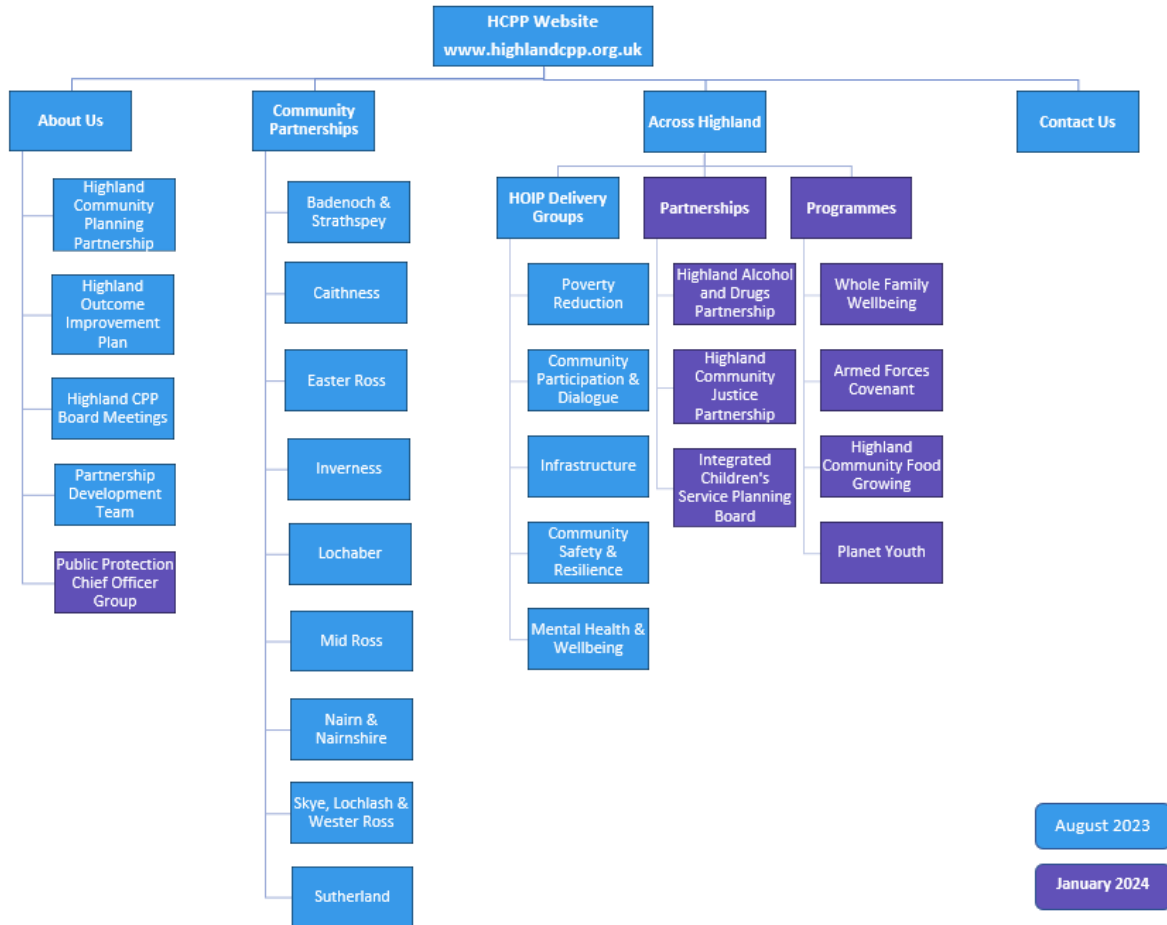 HCPP Website
www.highlandcpp.org.uk
About Us
Highland
Community
Planning
Partnership
Highland
Outcome
Improvement
Plan
Highland CPP
Board Meetings
Partnership
Development
Team
Public Protection
Chief Officer
Group
Community
Partnerships
Badenoch &
Strathspey
Caithness
Easter Ross
Inverness
Lochaber
Mid Ross
Nairn &
Nairnshire
Skye, Lochlash &
Wester Ross
Sutherland
Across Highland
HOIP Delivery
Groups
Poverty
Reduction
Community
Participation &
Dialogue
Infrastructure
Community
Safety &
Resilience
Mental Health &
Wellbeing
Partnerships
Highland Alcohol
and Drugs
Partnership
Highland
Community
Justice
Partnership
Integrated
Children's
Service Planning
Board
Programmes
Whole Family
Wellbeing
Armed Forces
Covenant
Highland
Community Food
Growing
Planet Youth
Contact Us
August 2023
January 2024